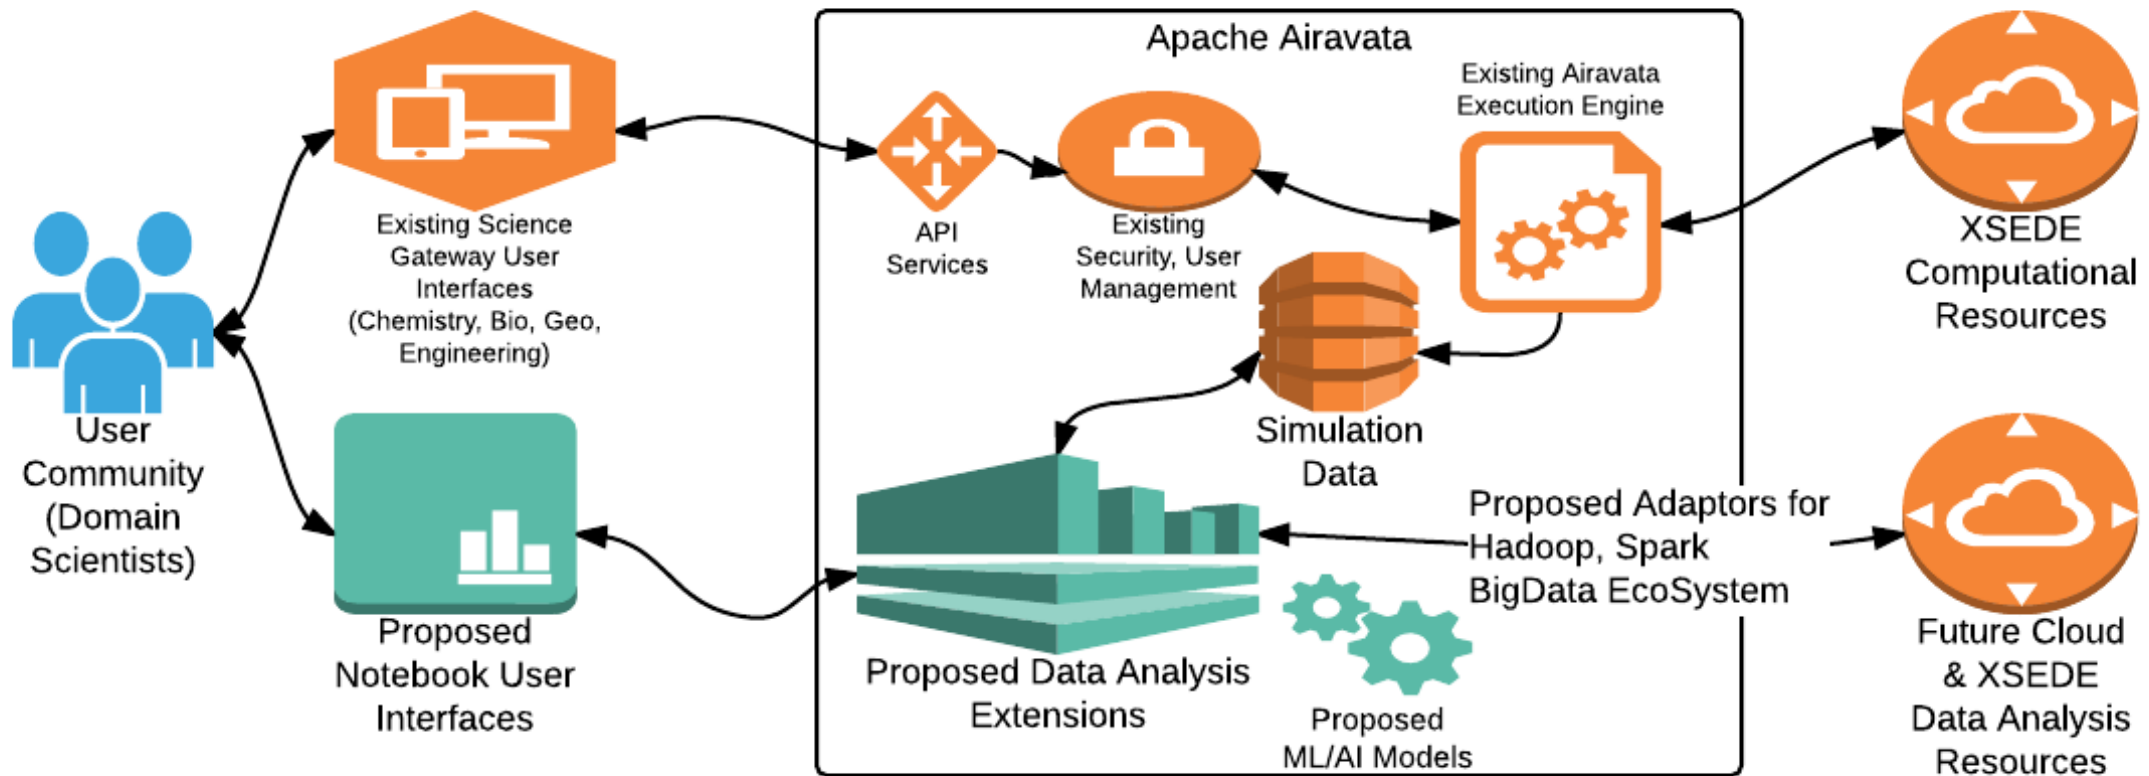 Apache Airavata
Existing Airavata
Execution Engine
Existing Science
Gateway User
Interfaces
(Chemistry, Bio, Geo,
Engineering)
API
Services
Existing
Security, User
Management
XSEDE
Computational
Resources
User
Community
(Domain
Scientists)
Simulation
Data
Proposed Adaptors for
Hadoop, Spark
BigData EcoSystem
Proposed
Notebook User
Interfaces
Proposed Data Analysis
Extensions
Proposed
ML/AI Models
Future Cloud
& XSEDE
Data Analysis
Resources